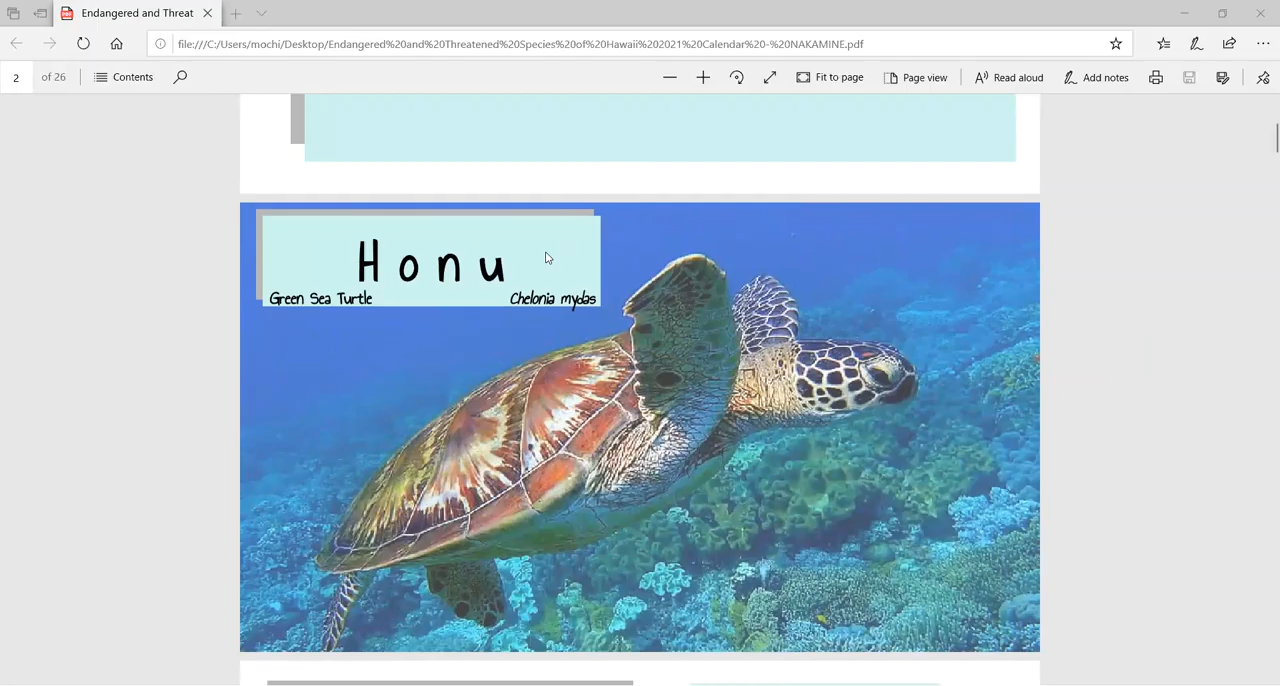 Endangered and Threat
file:///C:/Users/mochi/Desktop/Endangered%20and%20Threatened%20Species%20of%20Hawaii%202021%20Calendar%20-%20NAKAMINE.pdf
2 of 26 Contents Fit to page Page view Read aloud Add notes
Honu
Green Sea Turtle Chelonia mydas